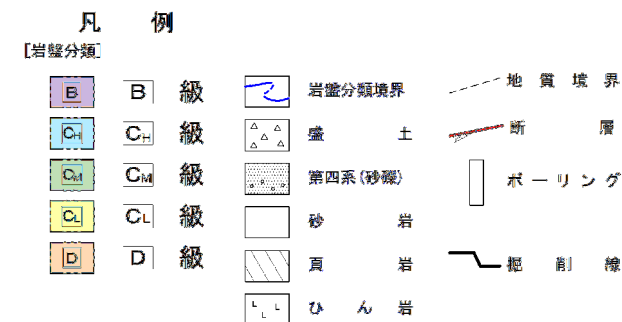 凡 例
[岩盤分類]
B B 級
CH CH 級
CM CM 級
CL CL 級
D D 級
岩盤分類境界
盛 土
第四系(砂礫)
砂 岩
頁 岩
ひ ん 岩
地 質 境 界
断 層
ボ ー リ ン グ
掘 削 線